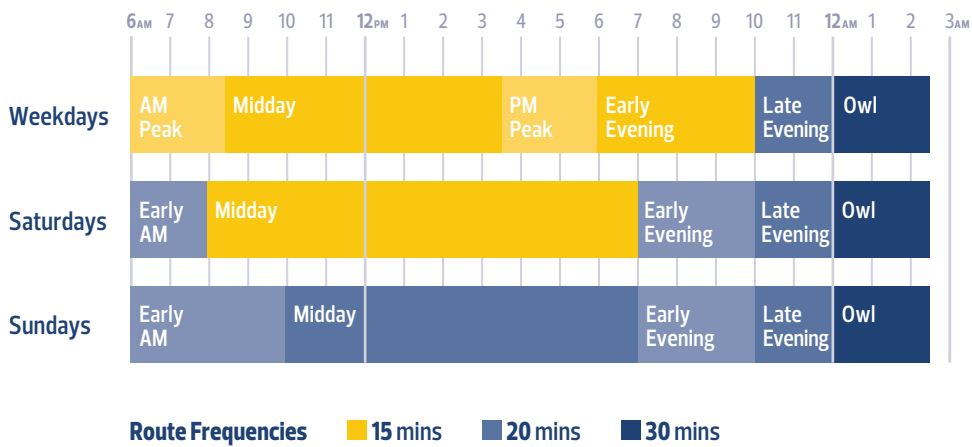 6AM 7 8 9 10 11 12PM 1 2 3 4 5 6 7 8 9 10 11 12AM 1 2 3AM
Weekdays
AM
Peak
Midday
PM
Peak
Early
Evening
Late
Evening
Owl
Saturdays
Early
AM
Midday
Early
Evening
Late
Evening
Owl
Sundays
Early
AM
Midday
Early
Evening
Late
Evening
Owl
Route Frequencies 15 mins 20 mins 30 mins